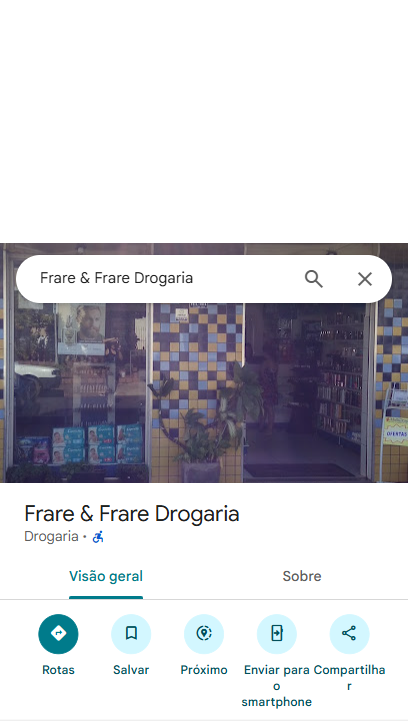 Frare & Frare Drogaria
OFERTAS
Frare & Frare Drogaria
Drogaria ·
Visão geral
Sobre
Rotas
Salvar
Próximo
Enviar para o smartphone
Compartilhar